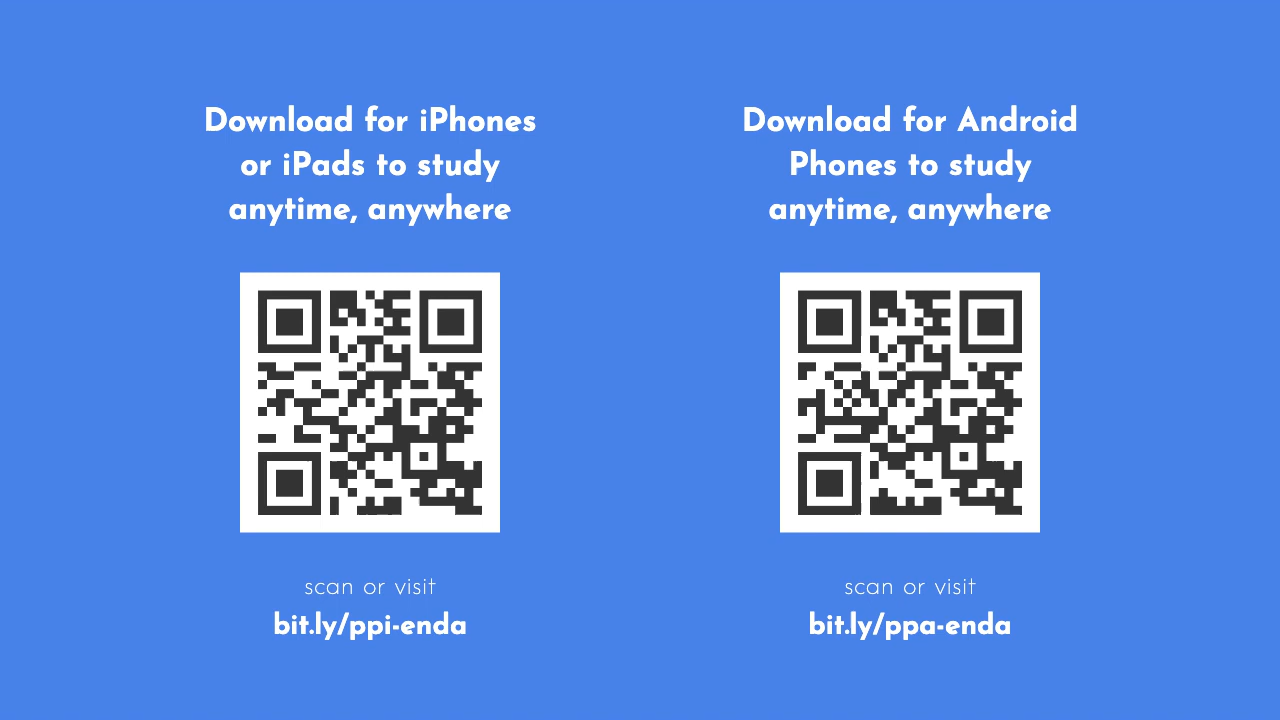 Download for iPhones
or iPads to study
anytime, anywhere
scan or visit
bit.ly/ppi-enda
Download for Android
Phones to study
anytime, anywhere
scan or visit
bit.ly/ppa-enda